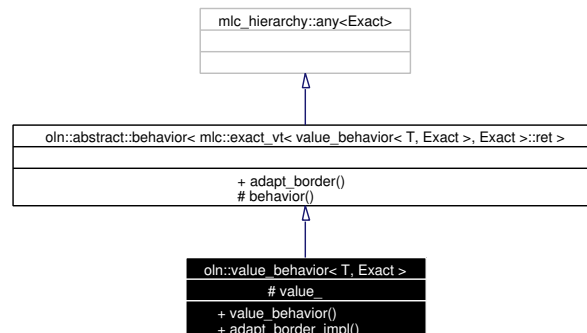 mlc_hierarchy::any<Exact>
oln::abstract::behavior< mlc::exact_vt< value_behavior< T, Exact >, Exact >::ret >
+ adapt_border()
# behavior()
oln::value_behavior< T, Exact >
# value_
+ value_behavior()
+ adapt_border_impl()